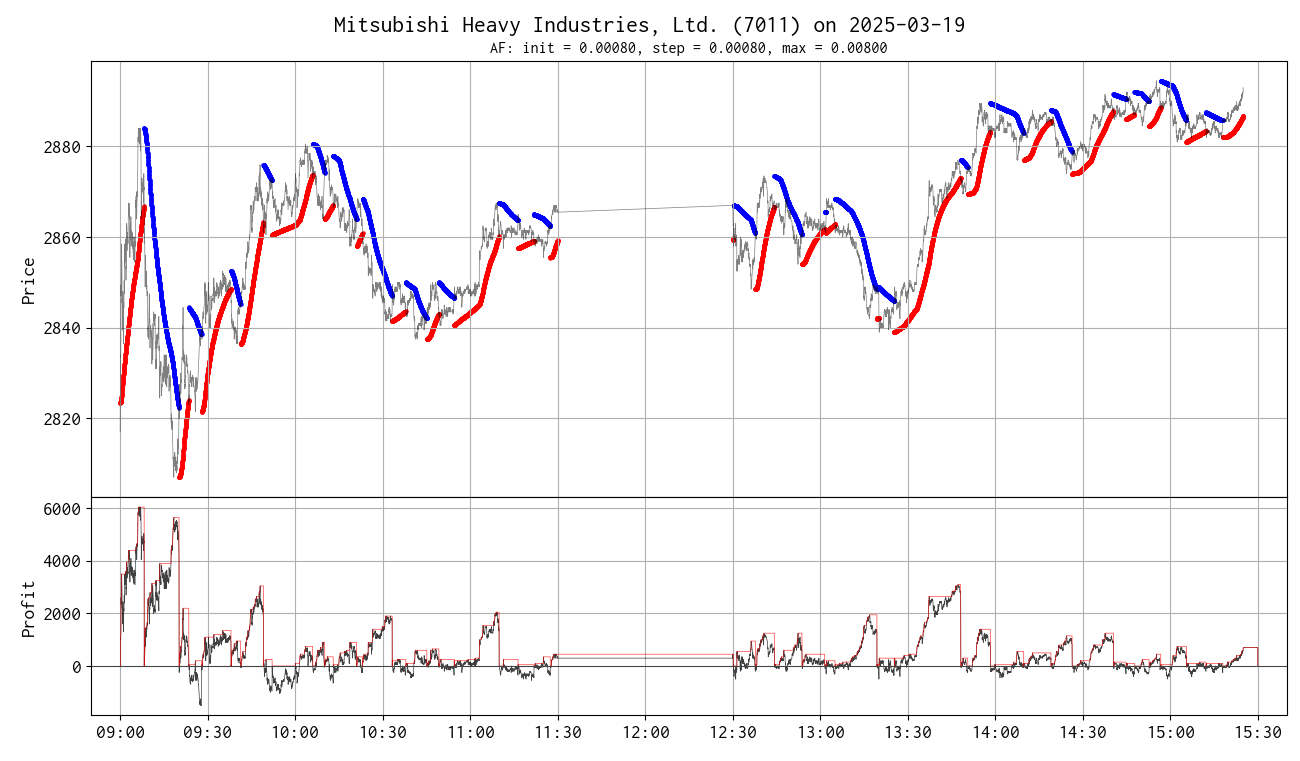 Mitsubishi Heavy Industries, Ltd. (7011) on 2025-03-19
AF: init = 0.00080, step = 0.00080, max = 0.00800
Price
2880
2860
2840
2820
Profit
6000
4000
2000
0
09:00 09:30 10:00 10:30 11:00 11:30 12:00 12:30 13:00 13:30 14:00 14:30 15:00 15:30